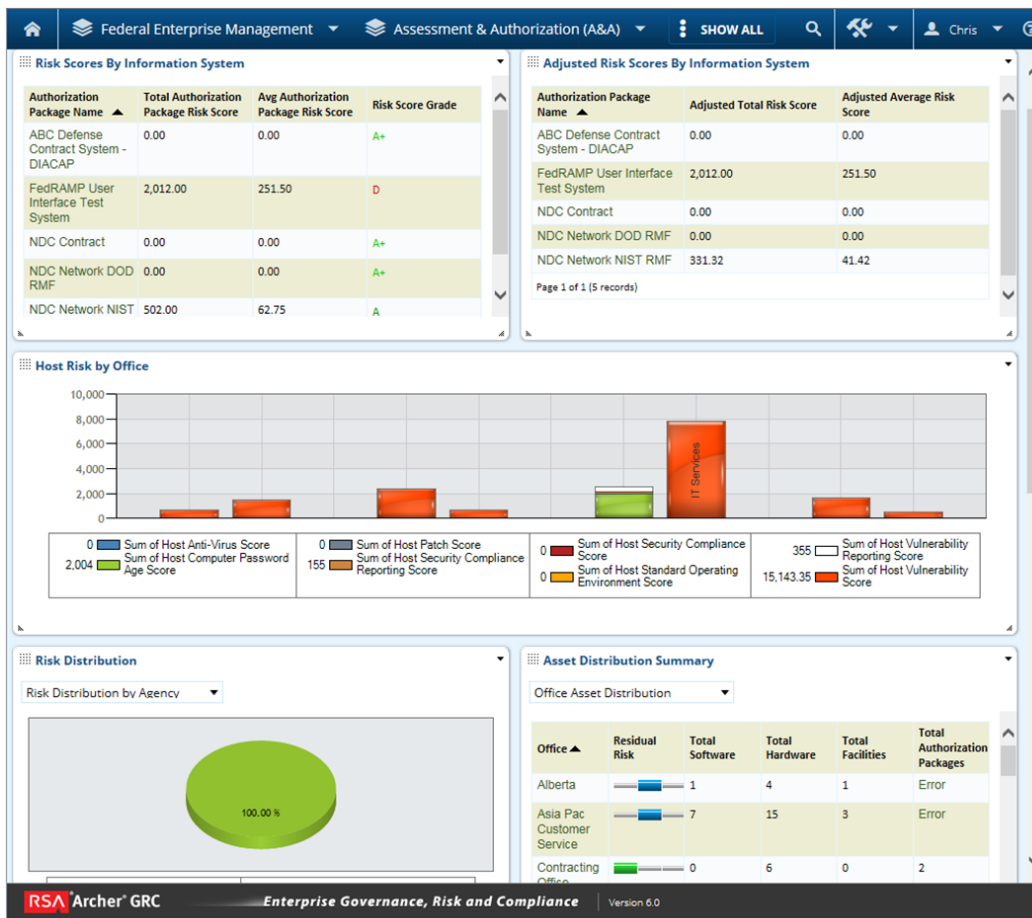 Federal Enterprise Management
Assessment & Authorization (A&A)
SHOW ALL
Chris
Risk Scores By Information System
Authorization Package Name Total Authorization Package Risk Score Avg Authorization Package Risk Score Risk Score Grade
ABC Defense Contract System - DIACAP 0.00 0.00 A+
FedRAMP User Interface Test System 2,012.00 251.50 D
NDC Contract 0.00 0.00 A+
NDC Network DOD RMF 0.00 0.00 A+
NDC Network NIST 502.00 62.75 A
Adjusted Risk Scores By Information System
Authorization Package Name Adjusted Total Risk Score Adjusted Average Risk Score
ABC Defense Contract System - DIACAP 0.00 0.00
FedRAMP User Interface Test System 2,012.00 251.50
NDC Contract 0.00 0.00
NDC Network DOD RMF 0.00 0.00
NDC Network NIST RMF 331.32 41.42
Page 1 of 1 (5 records)
Host Risk by Office
10,000
8,000
6,000
4,000
2,000
0
IT Services
0 Sum of Host Anti-Virus Score
2,004 Sum of Host Computer Password Age Score
0 Sum of Host Patch Score
155 Sum of Host Security Compliance Reporting Score
0 Sum of Host Security Compliance Score
0 Sum of Host Standard Operating Environment Score
355 Sum of Host Vulnerability Reporting Score
15,143.35 Sum of Host Vulnerability Score
Risk Distribution
Risk Distribution by Agency
100.00 %
Asset Distribution Summary
Office Asset Distribution
Office Residual Risk Total Software Total Hardware Total Facilities Total Authorization Packages
Alberta 1 4 1 Error
Asia Pac Customer Service 7 15 3 Error
Contracting Office 0 6 0 2
RSA Archer GRC
Enterprise Governance, Risk and Compliance
Version 6.0